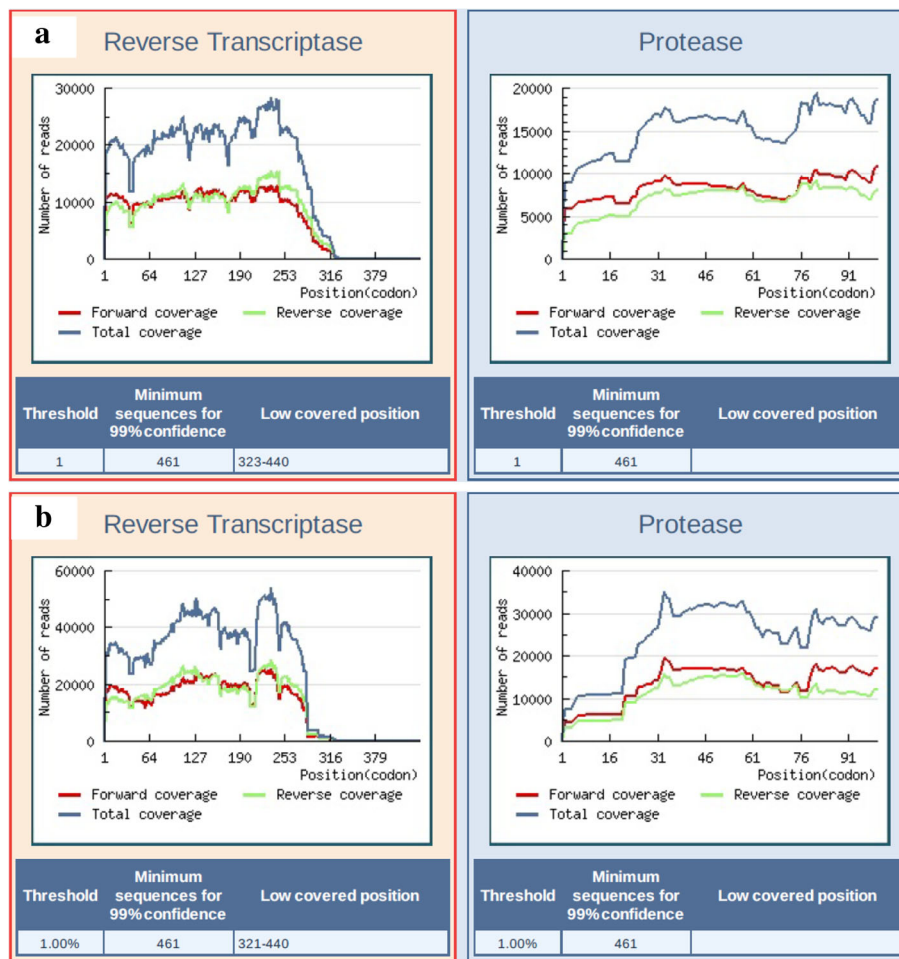 a
Reverse Transcriptase
Number of reads
30000
20000
10000
0
1 64 127 190 253 316 379
Position(codon)
Forward coverage Reverse coverage
Total coverage
Threshold Minimum sequences for 99% confidence Low covered position
1 461 323-440
Protease
Number of reads
20000
15000
10000
5000
0
1 16 31 46 61 76 91
Position(codon)
Forward coverage Reverse coverage
Total coverage
Threshold Minimum sequences for 99% confidence Low covered position
1 461
b
Reverse Transcriptase
Number of reads
60000
40000
20000
0
1 64 127 190 253 316 379
Position(codon)
Forward coverage Reverse coverage
Total coverage
Threshold Minimum sequences for 99% confidence Low covered position
1.00% 461 321-440
Protease
Number of reads
40000
30000
20000
10000
0
1 16 31 46 61 76 91
Position(codon)
Forward coverage Reverse coverage
Total coverage
Threshold Minimum sequences for 99% confidence Low covered position
1.00% 461